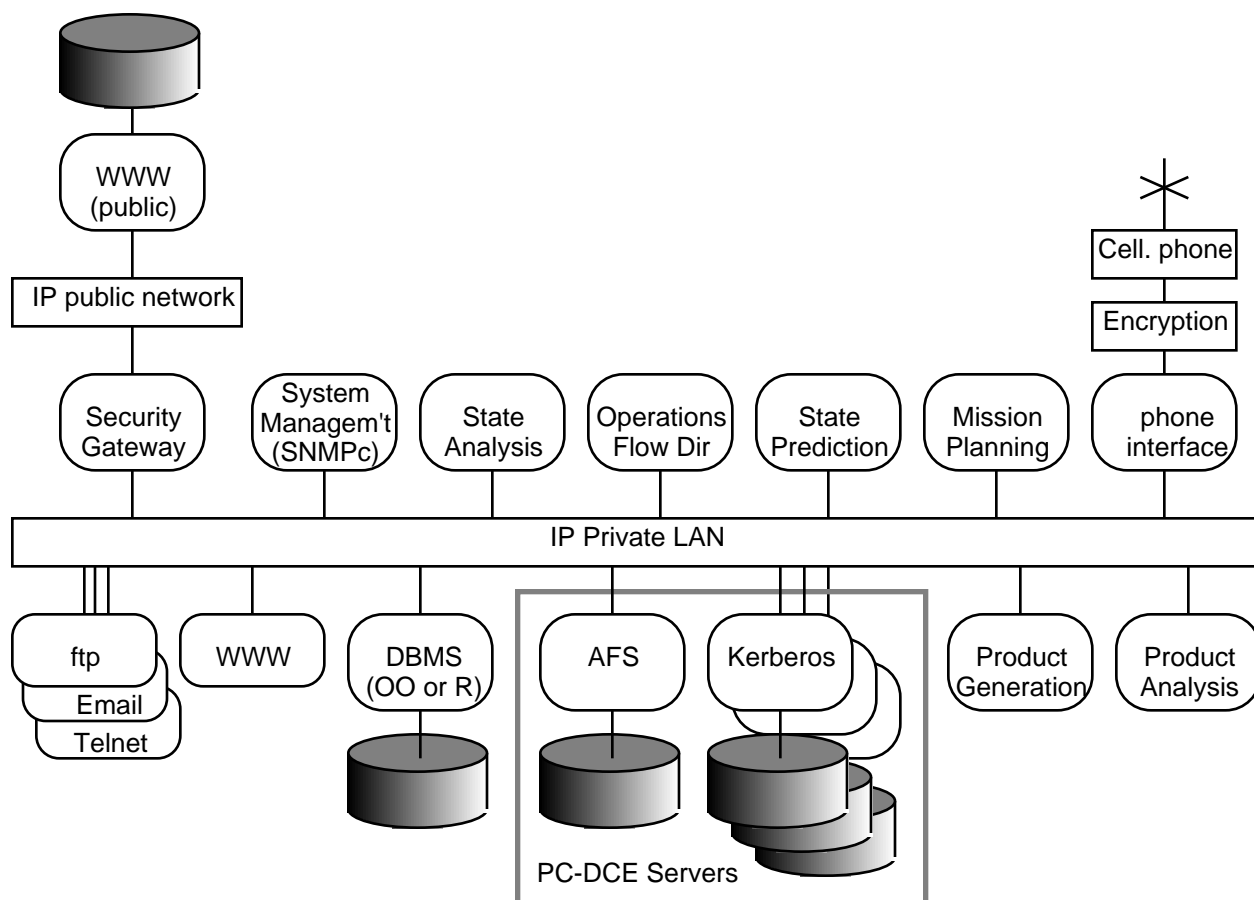 WWW
(public)
IP public network
Cell. phone
Encryption
Security
Gateway
System
Managem't
(SNMPc)
State
Analysis
Operations
Flow Dir
State
Prediction
Mission
Planning
phone
interface
IP Private LAN
ftp
Email
Telnet
WWW
DBMS
(OO or R)
AFS
Kerberos
Product
Generation
Product
Analysis
PC-DCE Servers